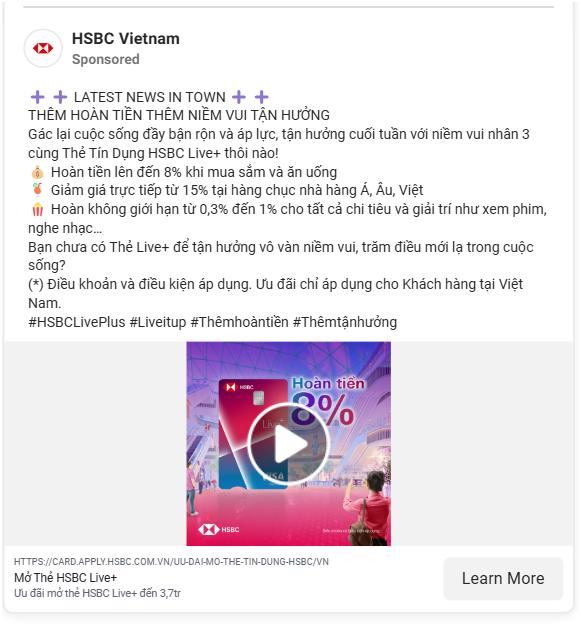 HSBC Vietnam
Sponsored
➕ ➕ LATEST NEWS IN TOWN ➕ ➕
THÊM HOÀN TIỀN THÊM NIỀM VUI TẬN HƯỞNG
Gác lại cuộc sống đầy bận rộn và áp lực, tận hưởng cuối tuần với niềm vui nhân 3
cùng Thẻ Tín Dụng HSBC Live+ thôi nào!
💰 Hoàn tiền lên đến 8% khi mua sắm và ăn uống
🍹 Giảm giá trực tiếp từ 15% tại hàng chục nhà hàng Á, Âu, Việt
🍿 Hoàn không giới hạn từ 0,3% đến 1% cho tất cả chi tiêu và giải trí như xem phim,
nghe nhạc…
Bạn chưa có Thẻ Live+ để tận hưởng vô vàn niềm vui, trăm điều mới lạ trong cuộc
sống?
(*) Điều khoản và điều kiện áp dụng. Ưu đãi chỉ áp dụng cho Khách hàng tại Việt
Nam.
#HSBCLivePlus #Liveitup #Thêmhoàntiền #Thêmtậnhưởng
HSBC
Hoàn tiền
8%
Live+
VISA
HSBC
HTTPS://CARD.APPLY.HSBC.COM.VN/UU-DAI-MO-THE-TIN-DUNG-HSBC/VN
Mở Thẻ HSBC Live+
Ưu đãi mở thẻ HSBC Live+ đến 3,7tr
Learn More